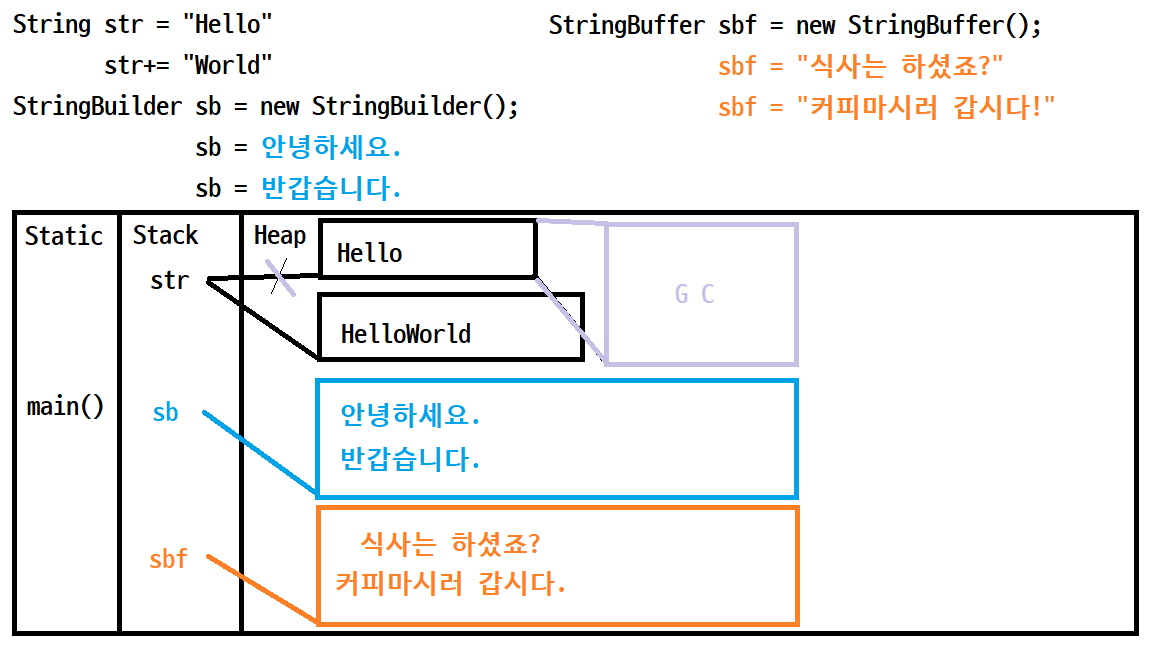 String str = "Hello"
str+= "World"
StringBuilder sb = new StringBuilder();
sb = 안녕하세요.
sb = 반갑습니다.
StringBuffer sbf = new StringBuffer();
sbf = "식사는 하셨죠?"
sbf = "커피마시러 갑시다!"
Static
Stack
Heap
Hello
str
G C
HelloWorld
main()
sb
안녕하세요.
반갑습니다.
sbf
식사는 하셨죠?
커피마시러 갑시다.